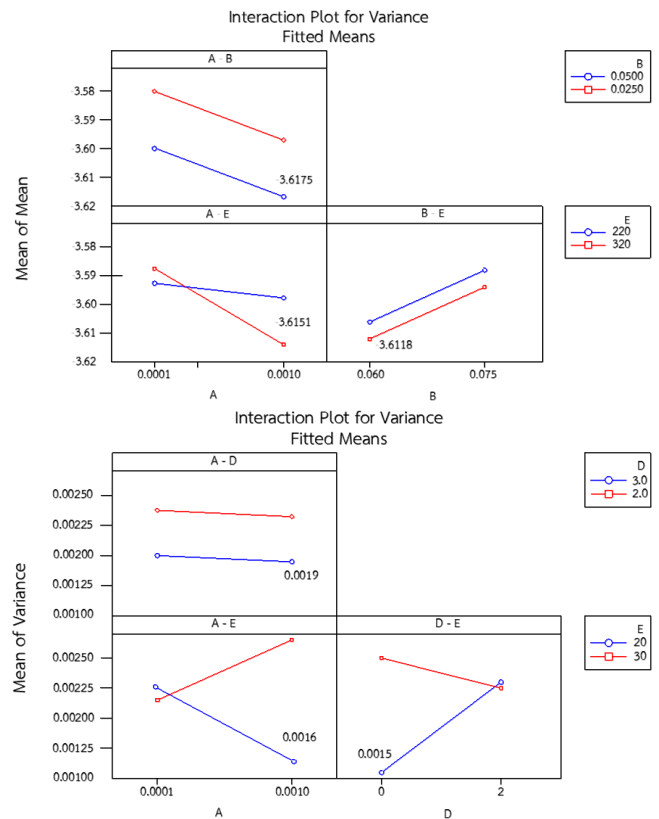 Interaction Plot for Variance
Fitted Means
A - B
B
0.0500
0.0250
-3.58
-3.59
-3.60
-3.61
-3.62
-3.6175
Mean of Mean
A - E
B - E
E
220
320
-3.58
-3.59
-3.60
-3.61
-3.62
-3.6151
-3.6118
0.0001
0.0010
0.060
0.075
A
B
Interaction Plot for Variance
Fitted Means
A - D
D
3.0
2.0
0.00250
0.00225
0.00200
0.00125
0.00100
0.0019
Mean of Variance
A - E
D - E
E
20
30
0.00250
0.00225
0.00200
0.00125
0.00100
0.0016
0.0015
0.0001
0.0010
0
2
A
D